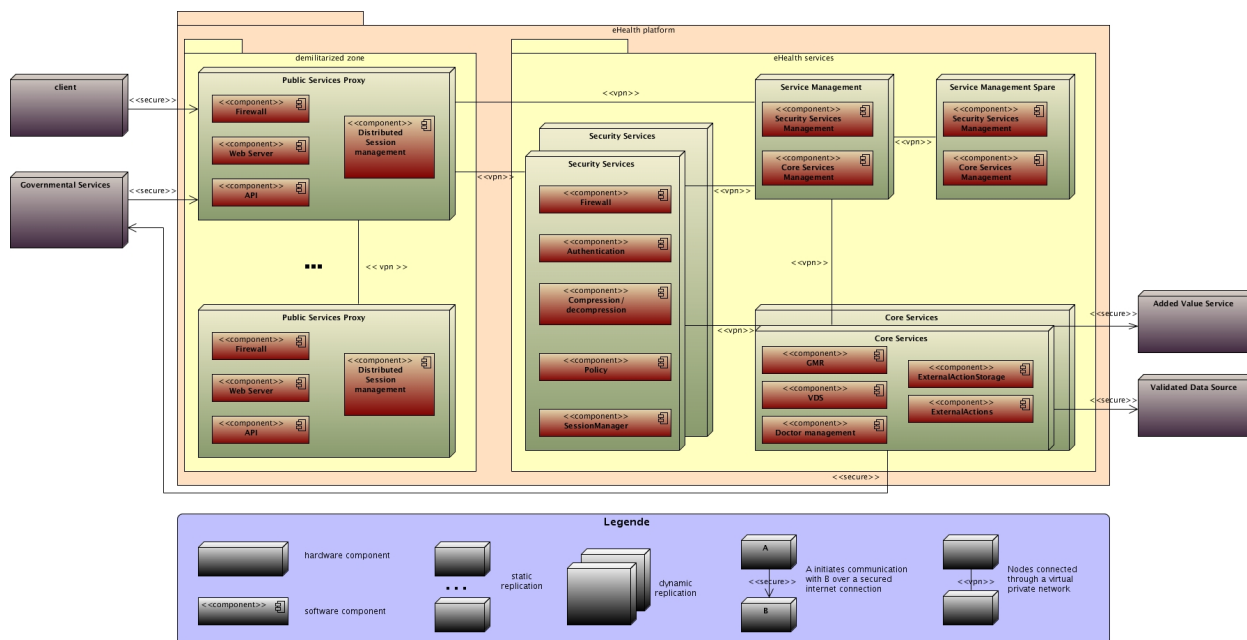 eHealth platform
demilitarized zone
eHealth services
client
<<secure>>
Governmental Services
<<secure>>
Public Services Proxy
<<component>>
Firewall
<<component>>
Web Server
<<component>>
API
<<component>>
Distributed
Session
management
<<vpn>>
<<vpn>>
<< vpn >>
...
Public Services Proxy
<<component>>
Firewall
<<component>>
Web Server
<<component>>
API
<<component>>
Distributed
Session
management
Security Services
Security Services
<<component>>
Firewall
<<component>>
Authentication
<<component>>
Compression/
decompression
<<component>>
Policy
<<component>>
SessionManager
<<vpn>>
<<vpn>>
Service Management
<<component>>
Security Services
Management
<<component>>
Core Services
Management
<<vpn>>
Service Management Spare
<<component>>
Security Services
Management
<<component>>
Core Services
Management
<<vpn>>
Core Services
Core Services
<<component>>
GMR
<<component>>
VDS
<<component>>
Doctor management
<<component>>
ExternalActionStorage
<<component>>
ExternalActions
<<secure>>
Added Value Service
<<secure>>
Validated Data Source
<<secure>>
Legende
hardware component
<<component>>
software component
...
static
replication
dynamic
replication
A
<<secure>>
B
A initiates communication
with B over a secured
internet connection
<<vpn>>
Nodes connected
through a virtual
private network